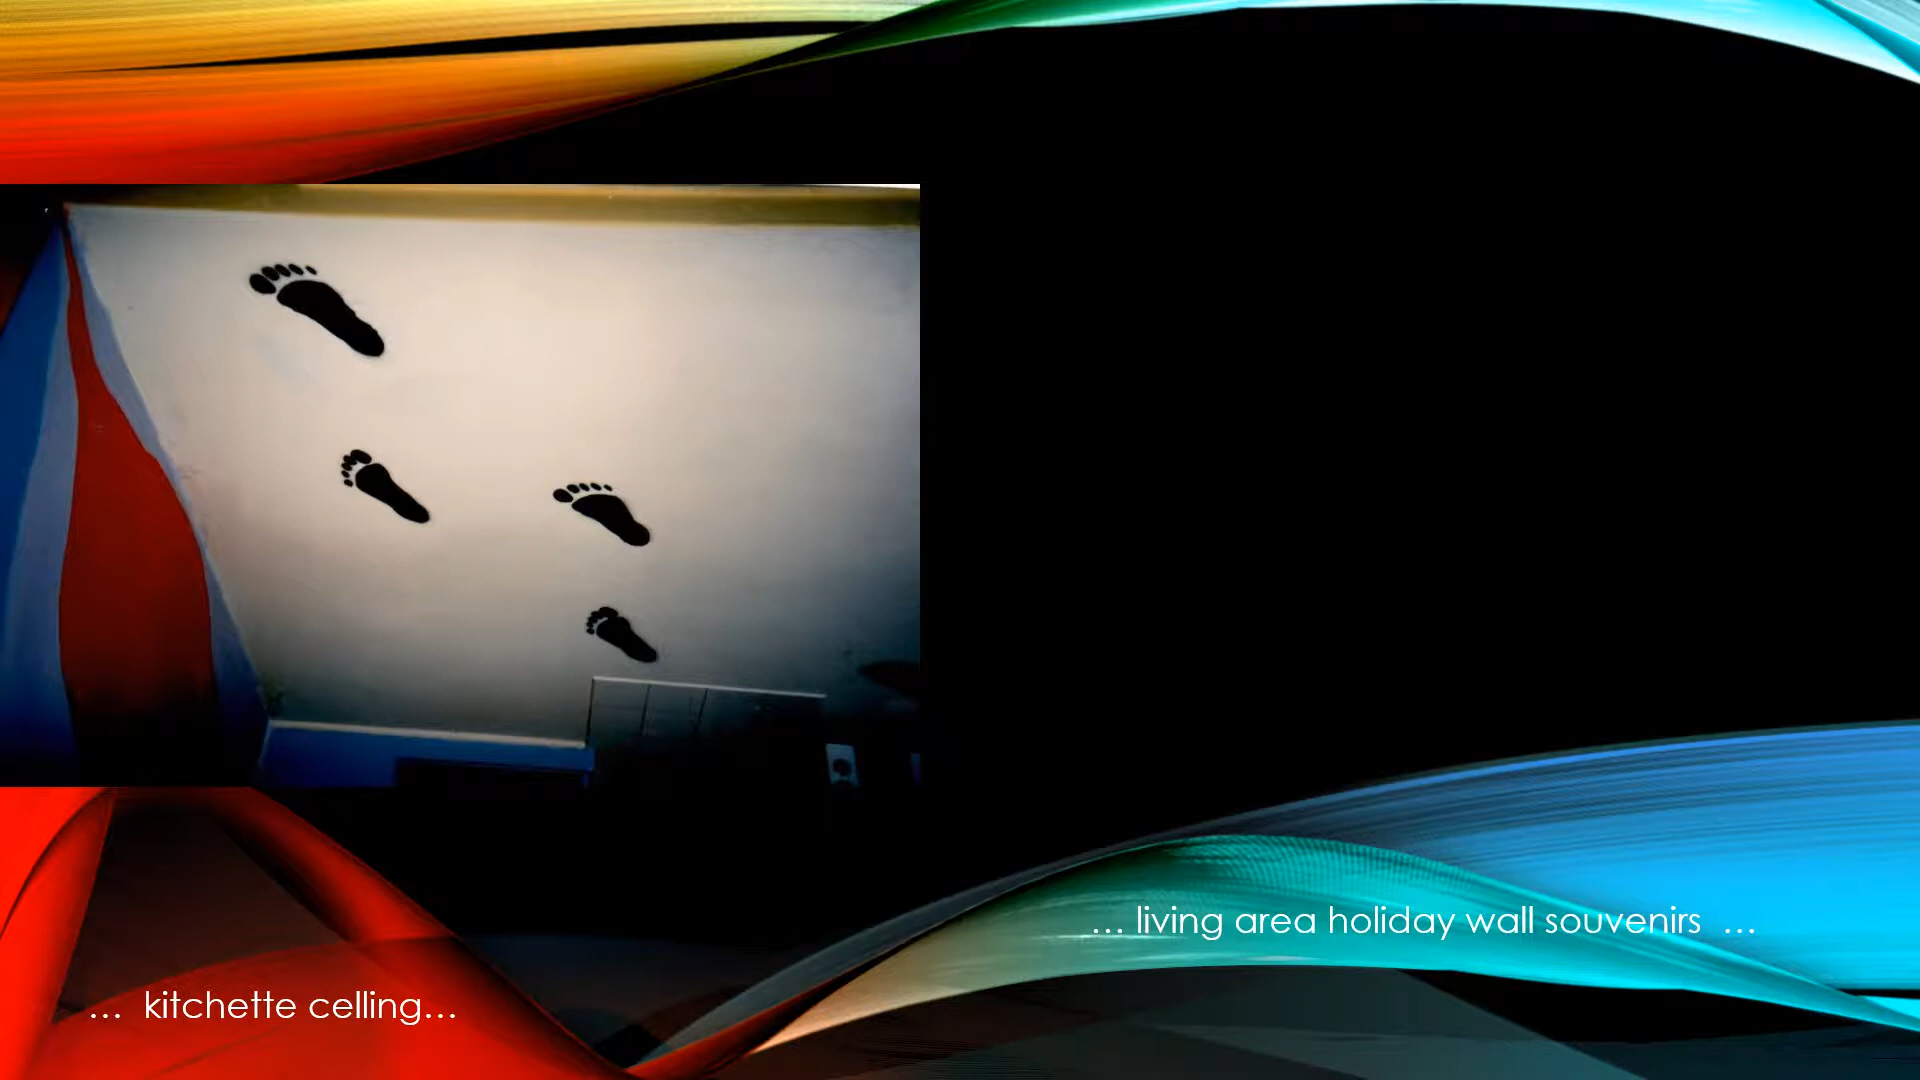 … living area holiday wall souvenirs …
… kitchette celling…